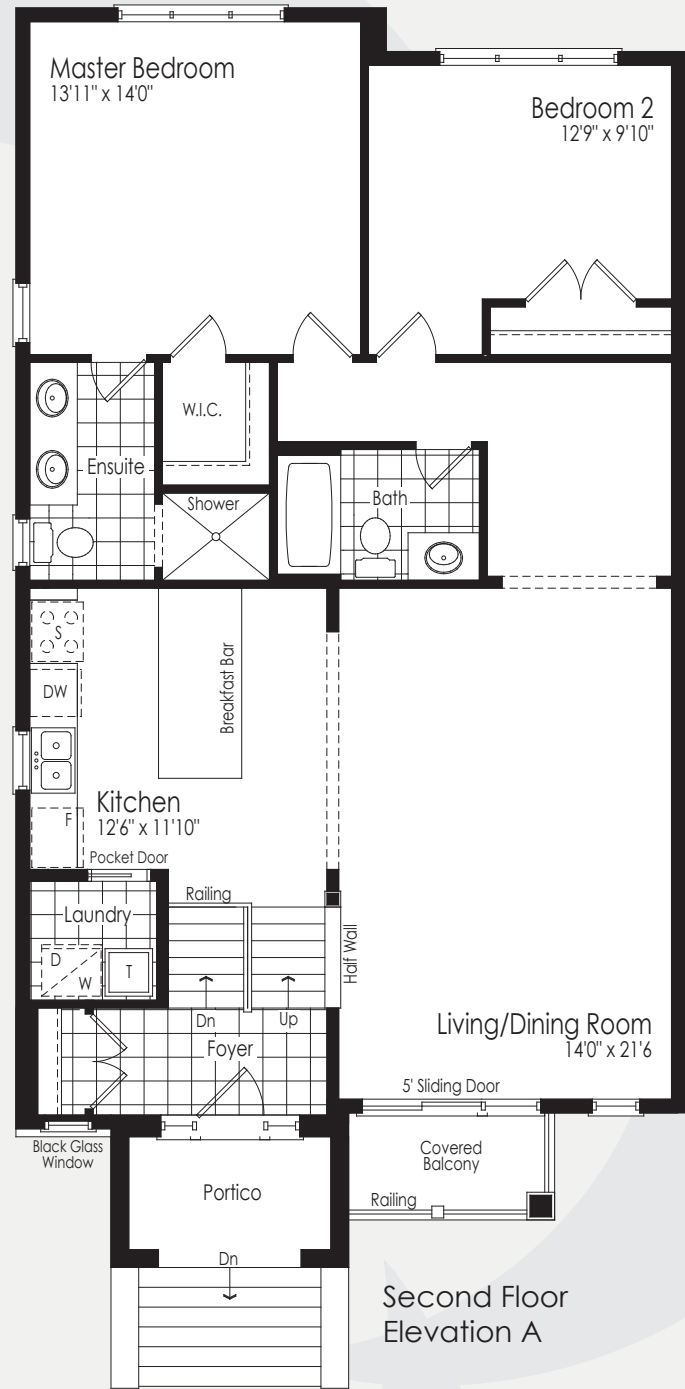 Master Bedroom
13'11" x 14'0"
Bedroom 2
12'9" x 9'10"
W.I.C.
Ensuite
Shower
Bath
S
DW
Breakfast Bar
Kitchen
12'6" x 11'10"
F
Pocket Door
Laundry
Railing
D
W
T
Half Wall
Dn
Up
Foyer
Living/Dining Room
14'0" x 21'6
5' Sliding Door
Black Glass
Window
Covered
Balcony
Portico
Railing
Dn
Second Floor
Elevation A